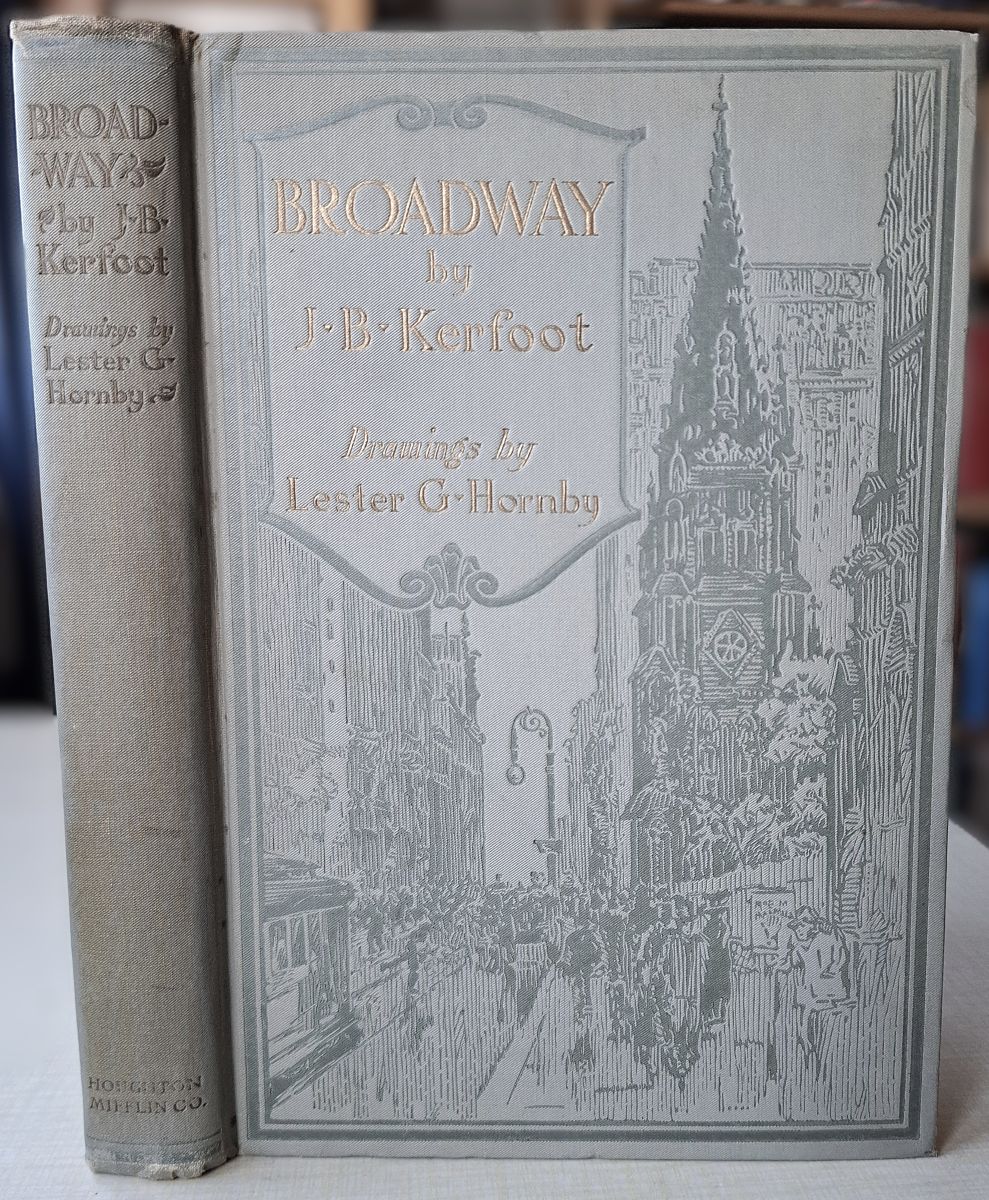 BROAD-
-WAY-
by J·B·
Kerfoot
Drawings by
Lester G·
Hornby
HOUGHTON
MIFFLIN CO.
BROADWAY
by
J·B·Kerfoot
Drawings by
Lester G·Hornby